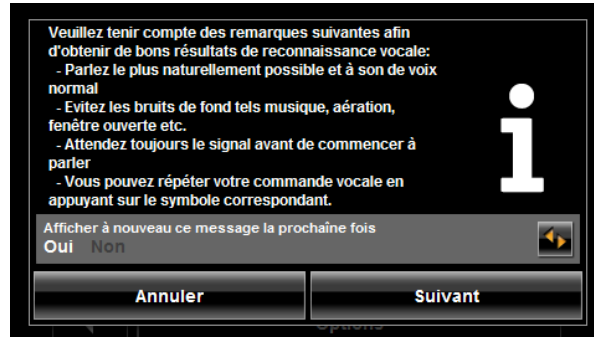 Veuillez tenir compte des remarques suivantes afin
d'obtenir de bons résultats de reconnaissance vocale:
- Parlez le plus naturellement possible et à son de voix
normal
- Evitez les bruits de fond tels musique, aération,
fenêtre ouverte etc.
- Attendez toujours le signal avant de commencer à
parler
- Vous pouvez répéter votre commande vocale en
appuyant sur le symbole correspondant.
Afficher à nouveau ce message la prochaîne fois
Oui Non
Annuler Suivant
Options